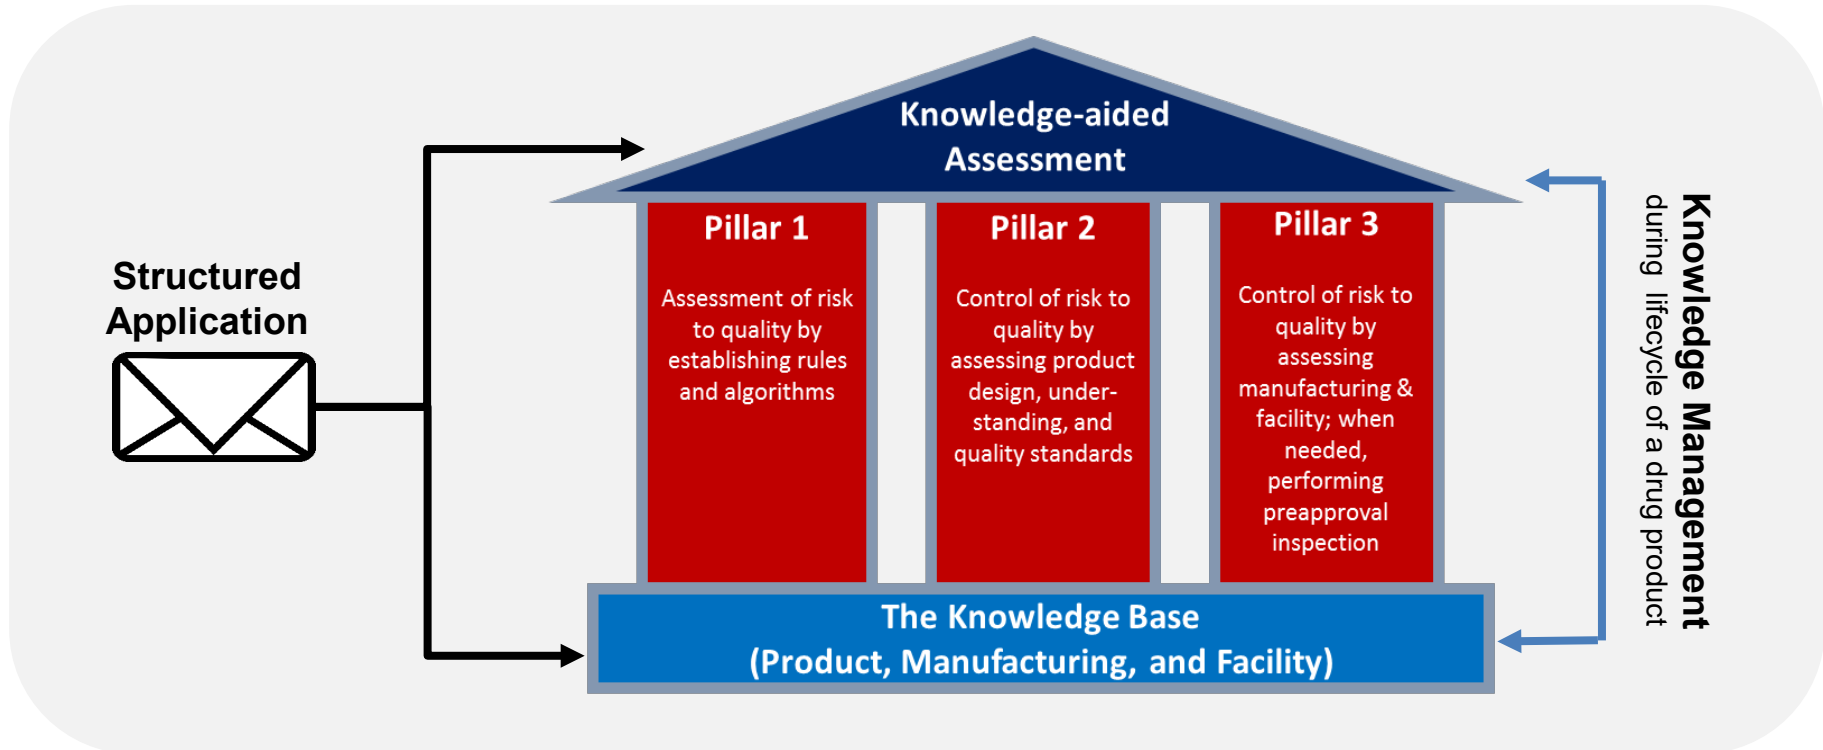 Knowledge-aided
Assessment
Structured
Application
Pillar 1
Assessment of risk
to quality by
establishing rules
and algorithms
Pillar 2
Control of risk to
quality by
assessing product
design, under-
standing, and
quality standards
Pillar 3
Control of risk to
quality by
assessing
manufacturing &
facility; when
needed,
performing
preapproval
inspection
The Knowledge Base
(Product, Manufacturing, and Facility)
Knowledge Management
during lifecycle of a drug product